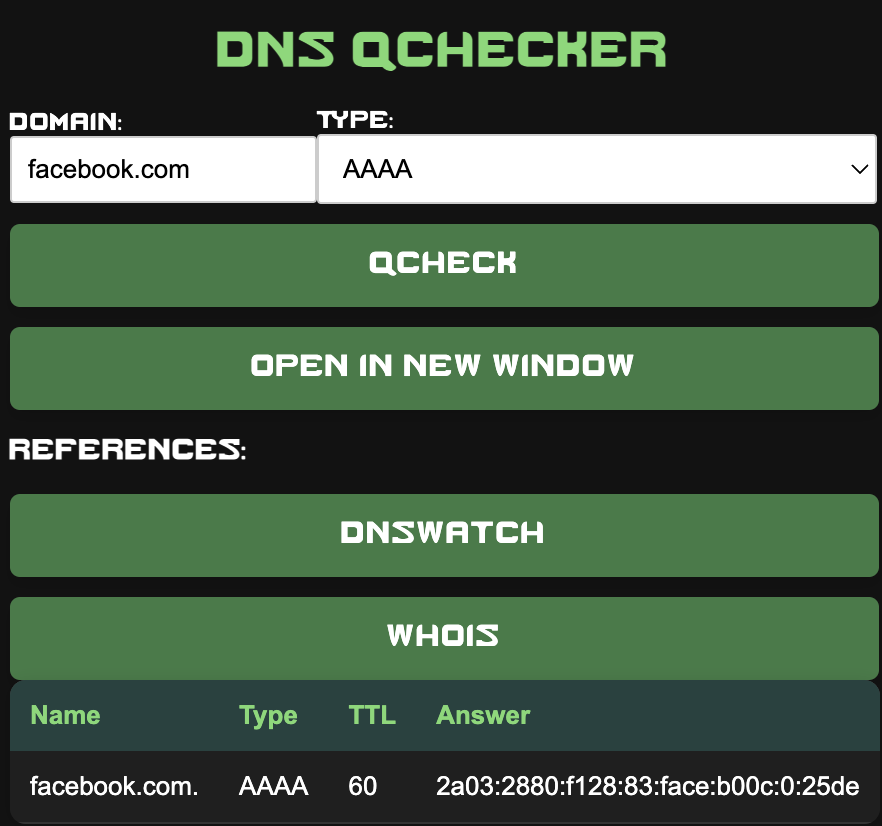 DNS QCHECKER
DOMAIN: TYPE:
facebook.com AAAA
QCHECK
OPEN IN NEW WINDOW
REFERENCES:
DNSWATCH
WHOIS
Name Type TTL Answer
facebook.com. AAAA 60 2a03:2880:f128:83:face:b00c:0:25de